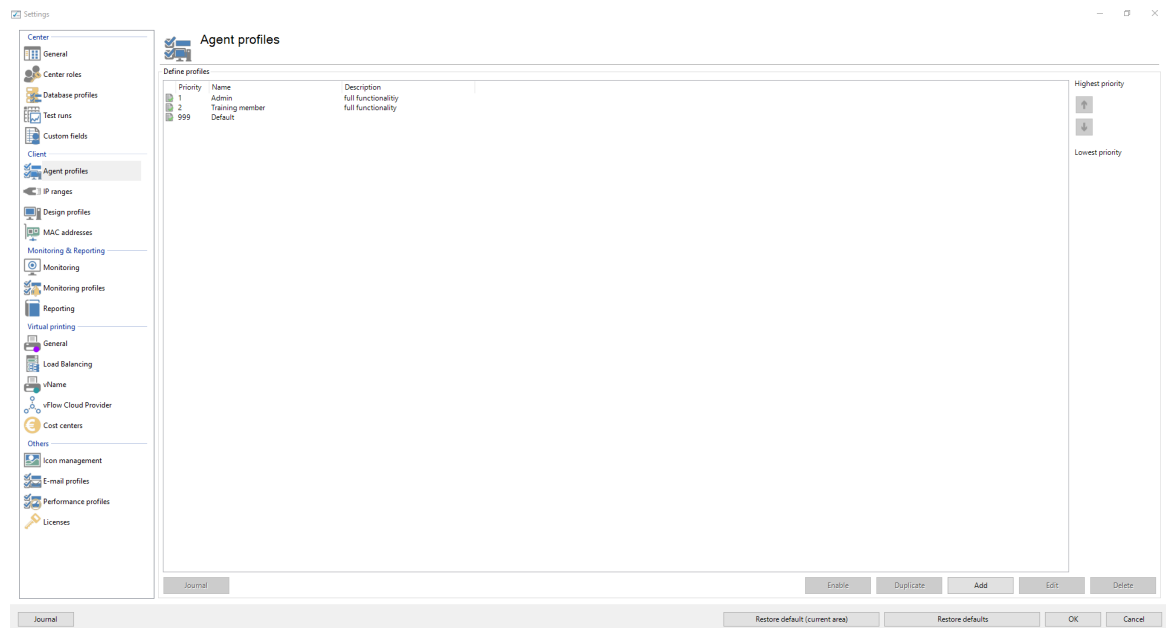 Settings
Center
General
Center roles
Database profiles
Test runs
Custom fields
Client
Agent profiles
IP ranges
Design profiles
MAC addresses
Monitoring & Reporting
Monitoring
Monitoring profiles
Reporting
Virtual printing
General
Load Balancing
vName
vFlow Cloud Provider
Cost centers
Others
Icon management
E-mail profiles
Performance profiles
Licenses
Agent profiles
Define profiles
Priority Name Description
1 Admin full functionalitiy
2 Training member full functionality
999 Default
Highest priority
Lowest priority
Journal Enable Duplicate Add Edit Delete
Journal Restore default (current area) Restore defaults OK Cancel